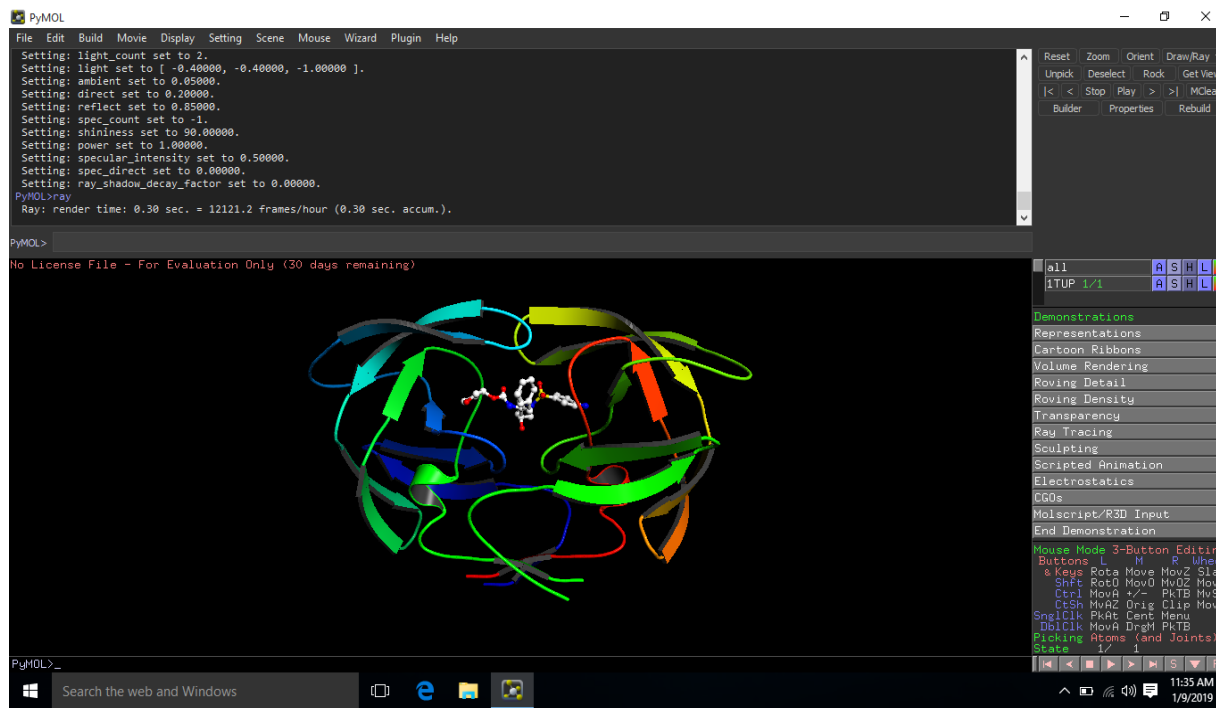 PyMOL
File Edit Build Movie Display Setting Scene Mouse Wizard Plugin Help
Setting: light_count set to 2.
Setting: light set to [ -0.40000, -0.40000, -1.00000 ].
Setting: ambient set to 0.05000.
Setting: direct set to 0.20000.
Setting: reflect set to 0.85000.
Setting: spec_count set to -1.
Setting: shininess set to 90.00000.
Setting: power set to 1.00000.
Setting: specular_intensity set to 0.50000.
Setting: spec_direct set to 0.00000.
Setting: ray_shadow_decay_factor set to 0.00000.
PyMOL>ray
Ray: render time: 0.30 sec. = 12121.2 frames/hour (0.30 sec. accum.).
PyMOL>
Reset Zoom Orient Draw/Ray
Unpick Deselect Rock Get View
|< < Stop Play > >| MClea
Builder Properties Rebuild
No License File - For Evaluation Only (30 days remaining)
all A S H L
1TUP 1/1 A S H L
Demonstrations
Representations
Cartoon Ribbons
Volume Rendering
Roving Detail
Roving Density
Transparency
Ray Tracing
Sculpting
Scripted Animation
Electrostatics
CGOs
Molscript/R3D Input
End Demonstration
Mouse Mode 3-Button Editin
Buttons L M R Whee
& Keys Rota Move MovZ Sla
Shft RotO MovO MvOZ Mov
Ctrl MovA +/- PkTB MvS
CtSh MvAZ Orig Clip Mov
SnglClk PkAt Cent Menu
DblClk MovA DrgM PkTB
Picking Atoms (and Joints)
State 1/ 1
PyMOL>_
S
Search the web and Windows
11:35 AM
1/9/2019